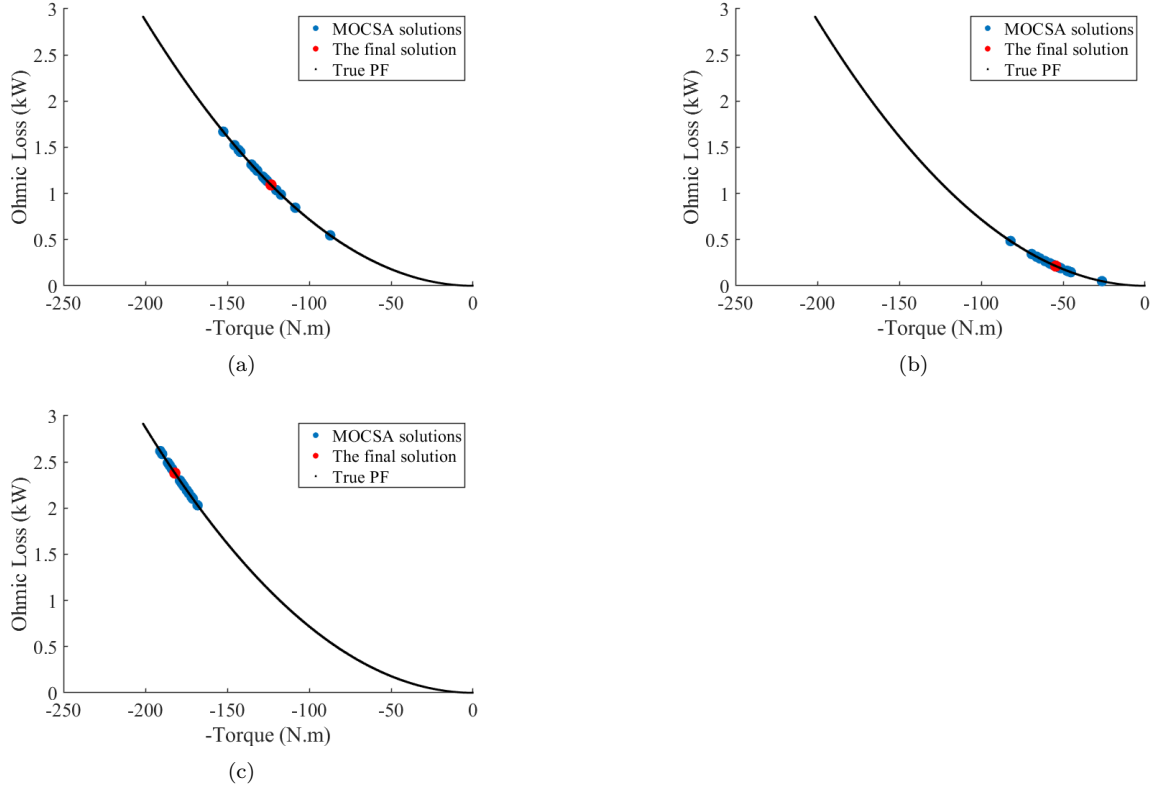 3
2.5
2
1.5
1
0.5
0
Ohmic Loss (kW)
MOCSA solutions
The final solution
True PF
-250 -200 -150 -100 -50 0
-Torque (N.m)
(a)
3
2.5
2
1.5
1
0.5
0
Ohmic Loss (kW)
MOCSA solutions
The final solution
True PF
-250 -200 -150 -100 -50 0
-Torque (N.m)
(b)
3
2.5
2
1.5
1
0.5
0
Ohmic Loss (kW)
MOCSA solutions
The final solution
True PF
-250 -200 -150 -100 -50 0
-Torque (N.m)
(c)